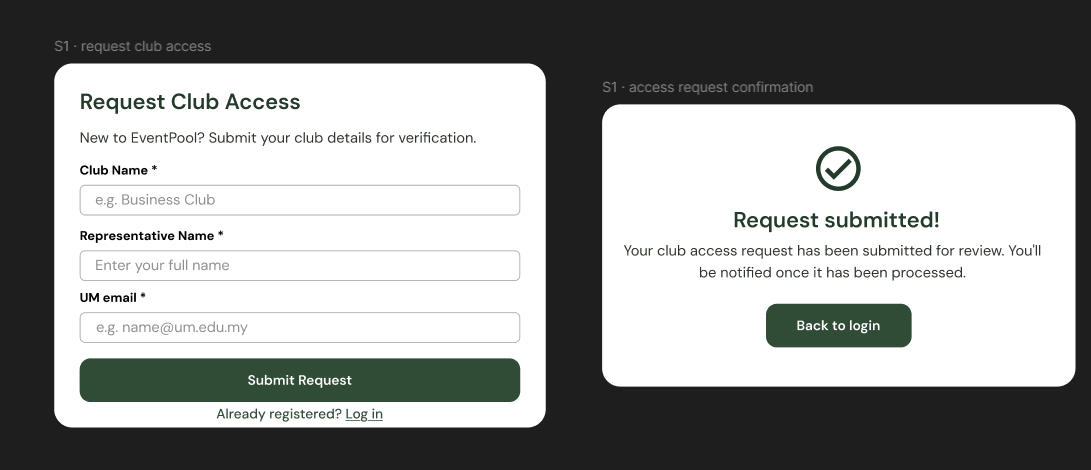 S1 · request club access
Request Club Access
New to EventPool? Submit your club details for verification.
Club Name *
e.g. Business Club
Representative Name *
Enter your full name
UM email *
e.g. name@um.edu.my
Submit Request
Already registered? Log in
S1 · access request confirmation
Request submitted!
Your club access request has been submitted for review. You'll
be notified once it has been processed.
Back to login